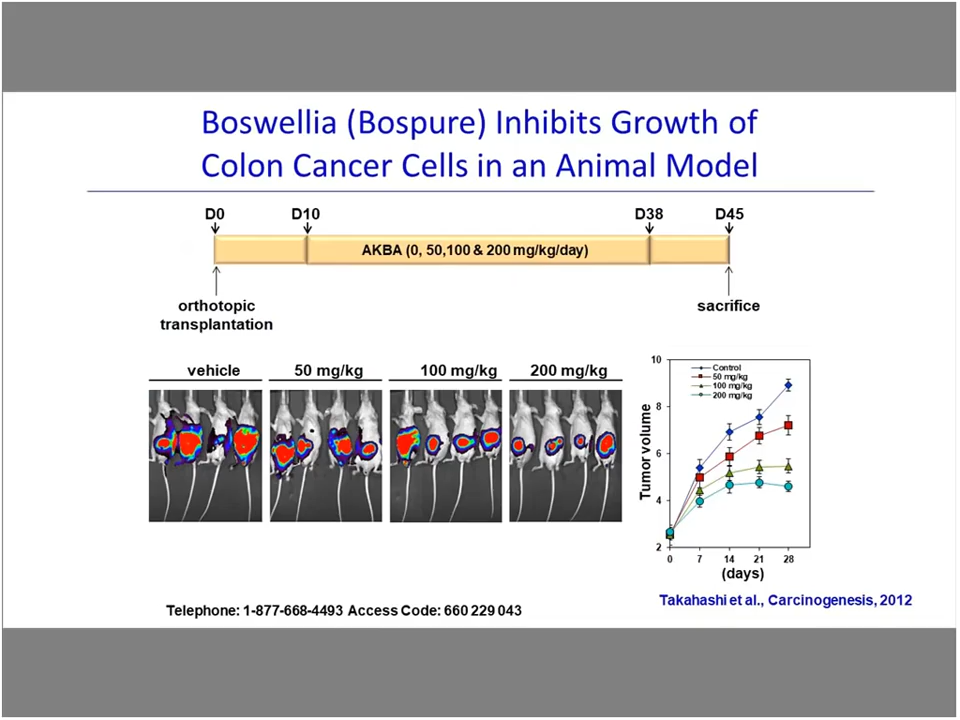 Boswellia (Bospure) Inhibits Growth of
Colon Cancer Cells in an Animal Model
D0 D10 D38 D45
AKBA (0, 50,100 & 200 mg/kg/day)
orthotopic
transplantation
sacrifice
vehicle 50 mg/kg 100 mg/kg 200 mg/kg
Tumor volume
10
8
6
4
2
Control
50 mg/kg
100 mg/kg
200 mg/kg
0 7 14 21 28
(days)
Takahashi et al., Carcinogenesis, 2012
Telephone: 1-877-668-4493 Access Code: 660 229 043